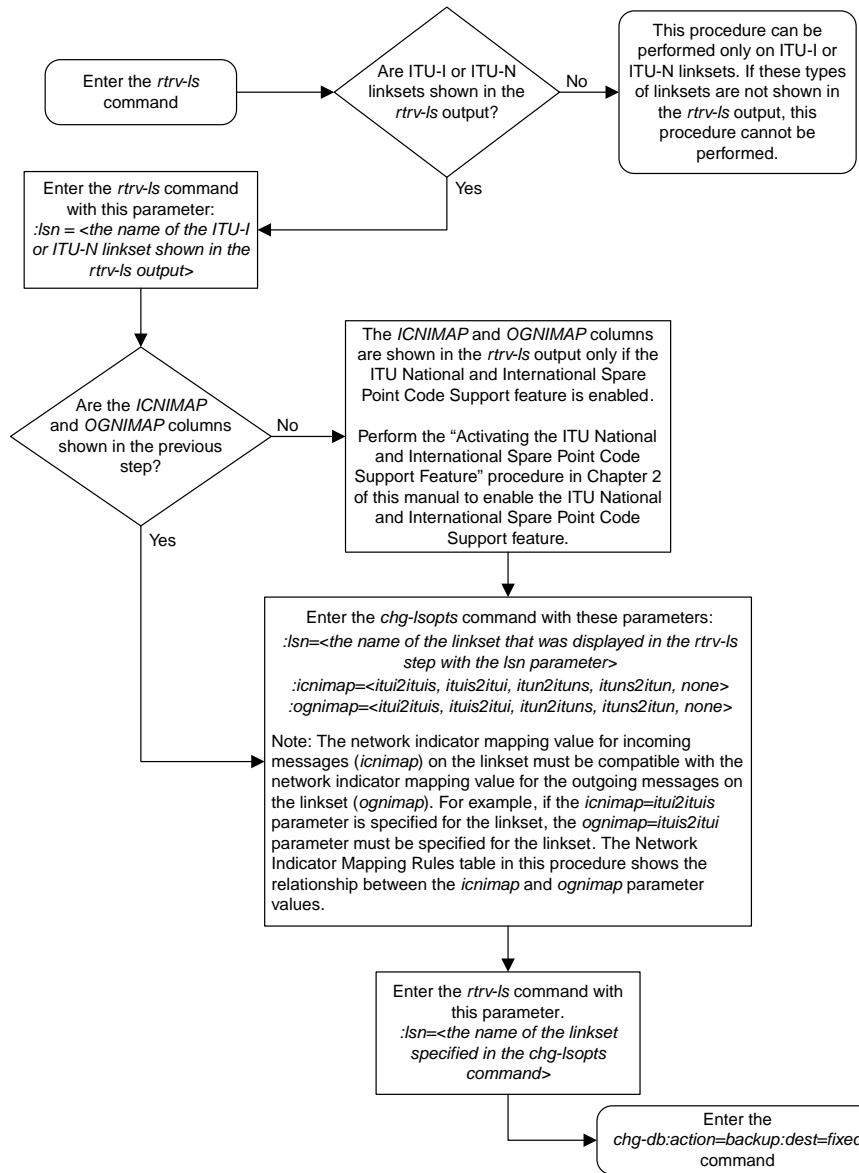 Enter the rtrv-ls
command
Are ITU-I or ITU-N
linksets shown in the
rtrv-ls output?
No
This procedure can be
performed only on ITU-I or
ITU-N linksets. If these types
of linksets are not shown in
the rtrv-ls output, this
procedure cannot be
performed.
Yes
Enter the rtrv-ls command
with this parameter:
:lsn = <the name of the ITU-I
or ITU-N linkset shown in the
rtrv-ls output>
Are the ICNIMAP
and OGNIMAP columns
shown in the previous
step?
No
The ICNIMAP and OGNIMAP columns
are shown in the rtrv-ls output only if the
ITU National and International Spare
Point Code Support feature is enabled.
Perform the “Activating the ITU National
and International Spare Point Code
Support Feature” procedure in Chapter 2
of this manual to enable the ITU National
and International Spare Point Code
Support feature.
Yes
Enter the chg-lsopts command with these parameters:
:lsn=<the name of the linkset that was displayed in the rtrv-ls
step with the lsn parameter>
:icnimap=<itui2ituis, ituis2itui, itun2ituns, ituns2itun, none>
:ognimap=<itui2ituis, ituis2itui, itun2ituns, ituns2itun, none>
Note: The network indicator mapping value for incoming
messages (icnimap) on the linkset must be compatible with the
network indicator mapping value for the outgoing messages on
the linkset (ognimap). For example, if the icnimap=itui2ituis
parameter is specified for the linkset, the ognimap=ituis2itui
parameter must be specified for the linkset. The Network
Indicator Mapping Rules table in this procedure shows the
relationship between the icnimap and ognimap parameter
values.
Enter the rtrv-ls command with
this parameter.
:lsn=<the name of the linkset
specified in the chg-lsopts
command>
Enter the
chg-db:action=backup:dest=fixed
command